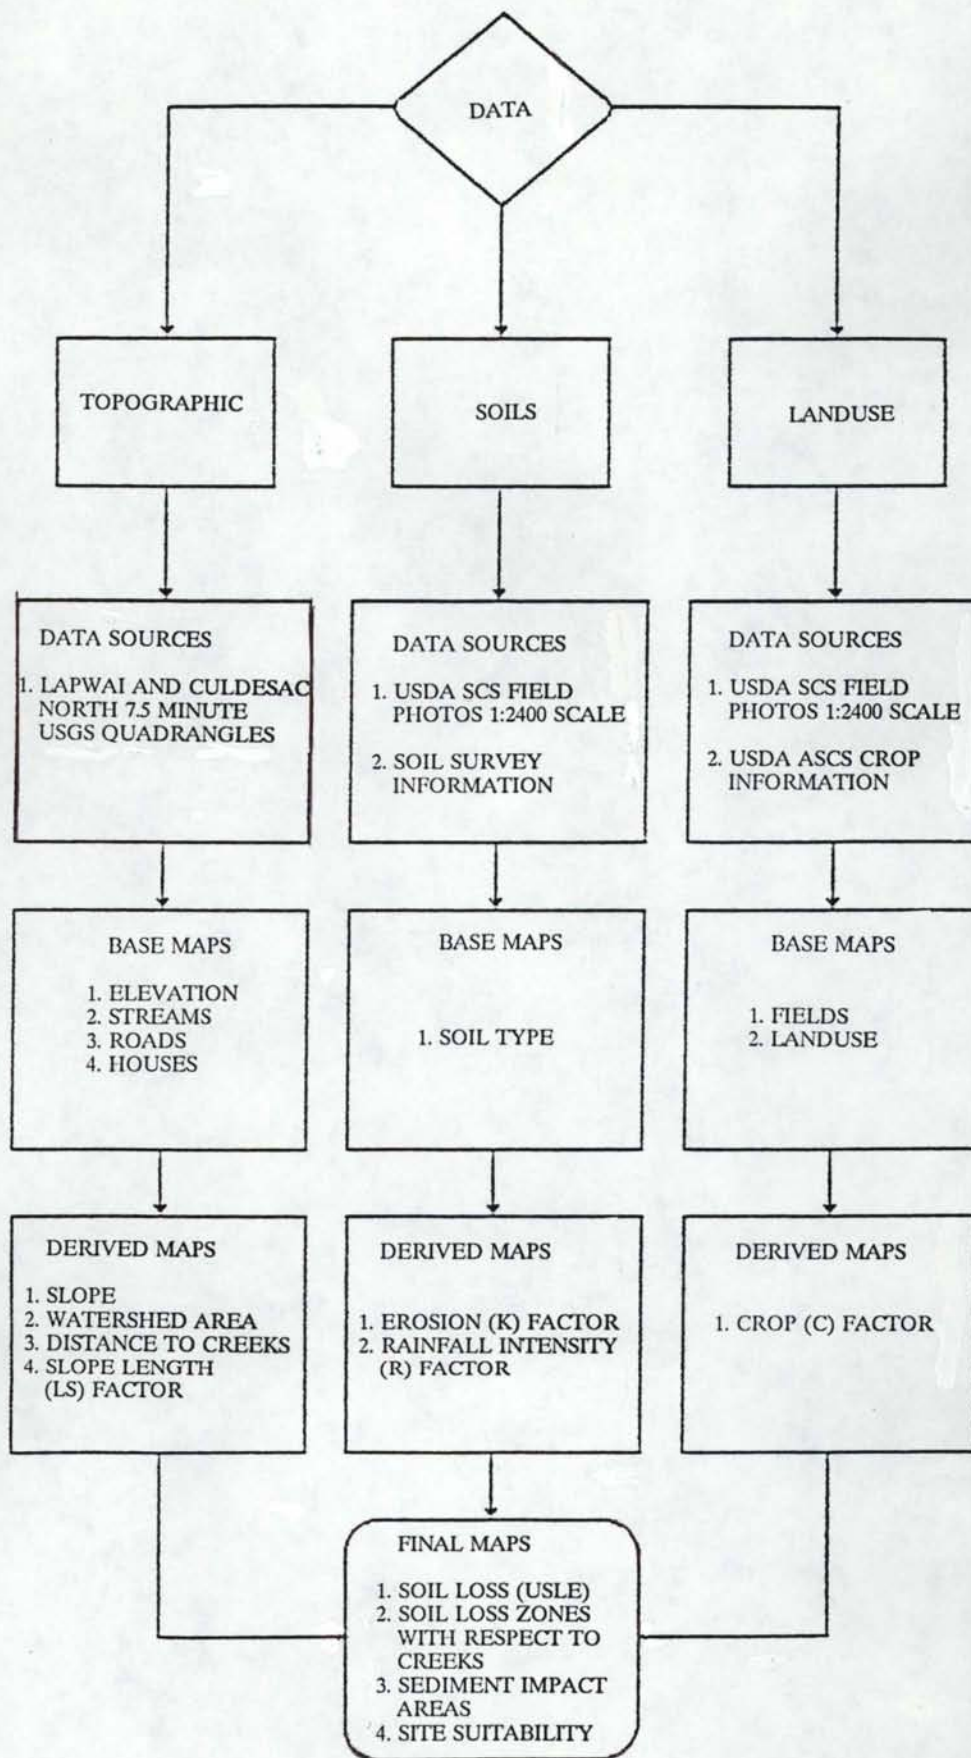 DATA
TOPOGRAPHIC
SOILS
LANDUSE
DATA SOURCES
1. LAPWAI AND CULDESAC
NORTH 7.5 MINUTE
USGS QUADRANGLES
DATA SOURCES
1. USDA SCS FIELD
PHOTOS 1:2400 SCALE
2. SOIL SURVEY
INFORMATION
DATA SOURCES
1. USDA SCS FIELD
PHOTOS 1:2400 SCALE
2. USDA ASCS CROP
INFORMATION
BASE MAPS
1. ELEVATION
2. STREAMS
3. ROADS
4. HOUSES
BASE MAPS
1. SOIL TYPE
BASE MAPS
1. FIELDS
2. LANDUSE
DERIVED MAPS
1. SLOPE
2. WATERSHED AREA
3. DISTANCE TO CREEKS
4. SLOPE LENGTH
(LS) FACTOR
DERIVED MAPS
1. EROSION (K) FACTOR
2. RAINFALL INTENSITY
(R) FACTOR
DERIVED MAPS
1. CROP (C) FACTOR
FINAL MAPS
1. SOIL LOSS (USLE)
2. SOIL LOSS ZONES
WITH RESPECT TO
CREEKS
3. SEDIMENT IMPACT
AREAS
4. SITE SUITABILITY